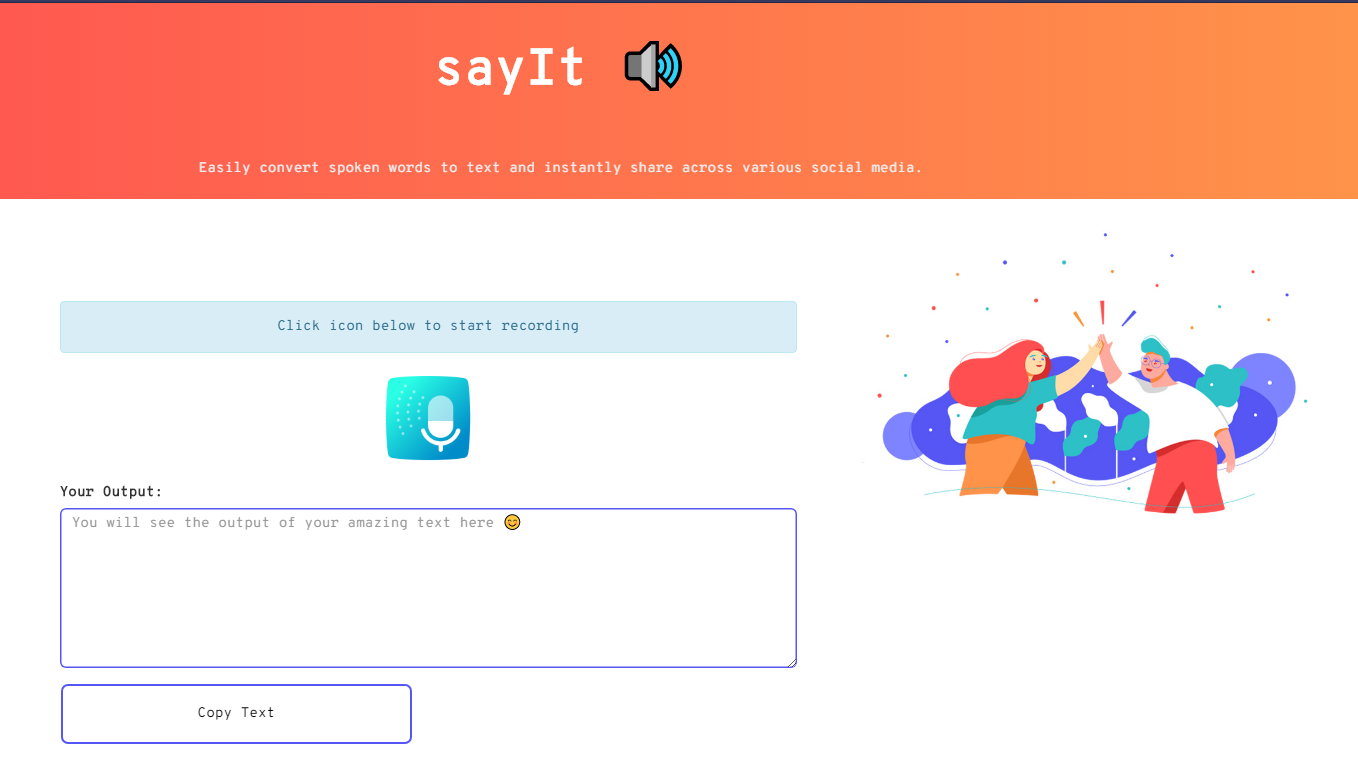 sayIt
Easily convert spoken words to text and instantly share across various social media.
Click icon below to start recording
Your Output:
You will see the output of your amazing text here 😊
Copy Text